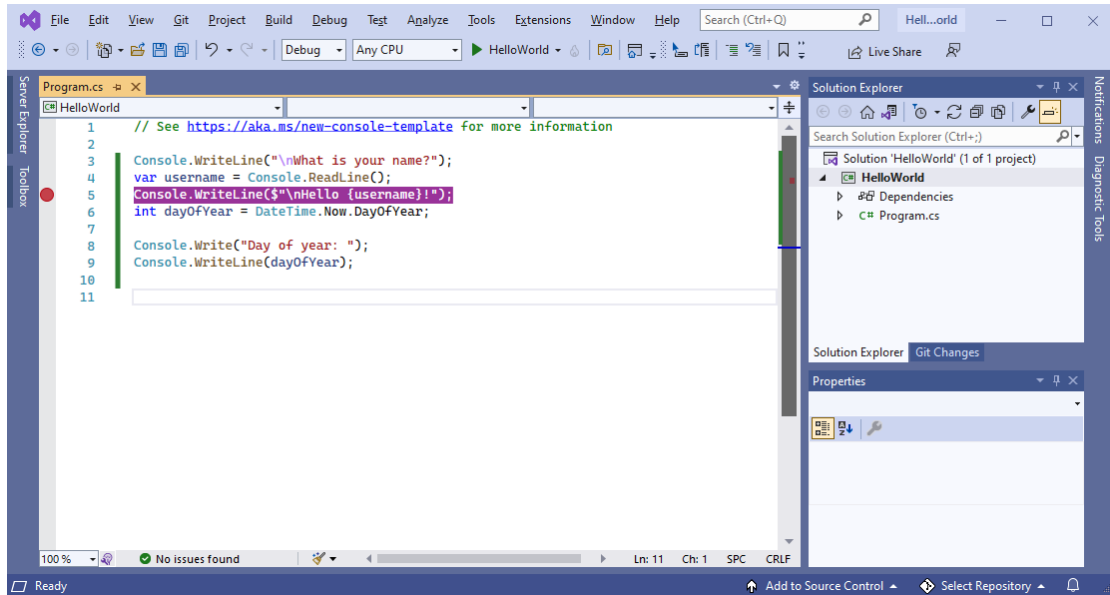 File Edit View Git Project Build Debug Test Analyze Tools Extensions Window Help Search (Ctrl+Q) Hell...orld
Debug Any CPU HelloWorld Live Share
Server Explorer
Toolbox
Program.cs
C# HelloWorld
1 // See https://aka.ms/new-console-template for more information
2
3 Console.WriteLine("\nWhat is your name?");
4 var username = Console.ReadLine();
5 Console.WriteLine($"\nHello {username}!");
6 int dayOfYear = DateTime.Now.DayOfYear;
7
8 Console.Write("Day of year: ");
9 Console.WriteLine(dayOfYear);
10
11
100 % No issues found Ln: 11 Ch: 1 SPC CRLF
Solution Explorer
Search Solution Explorer (Ctrl+;)
Solution 'HelloWorld' (1 of 1 project)
C# HelloWorld
Dependencies
C# Program.cs
Solution Explorer Git Changes
Properties
Notifications
Diagnostic Tools
Ready Add to Source Control Select Repository